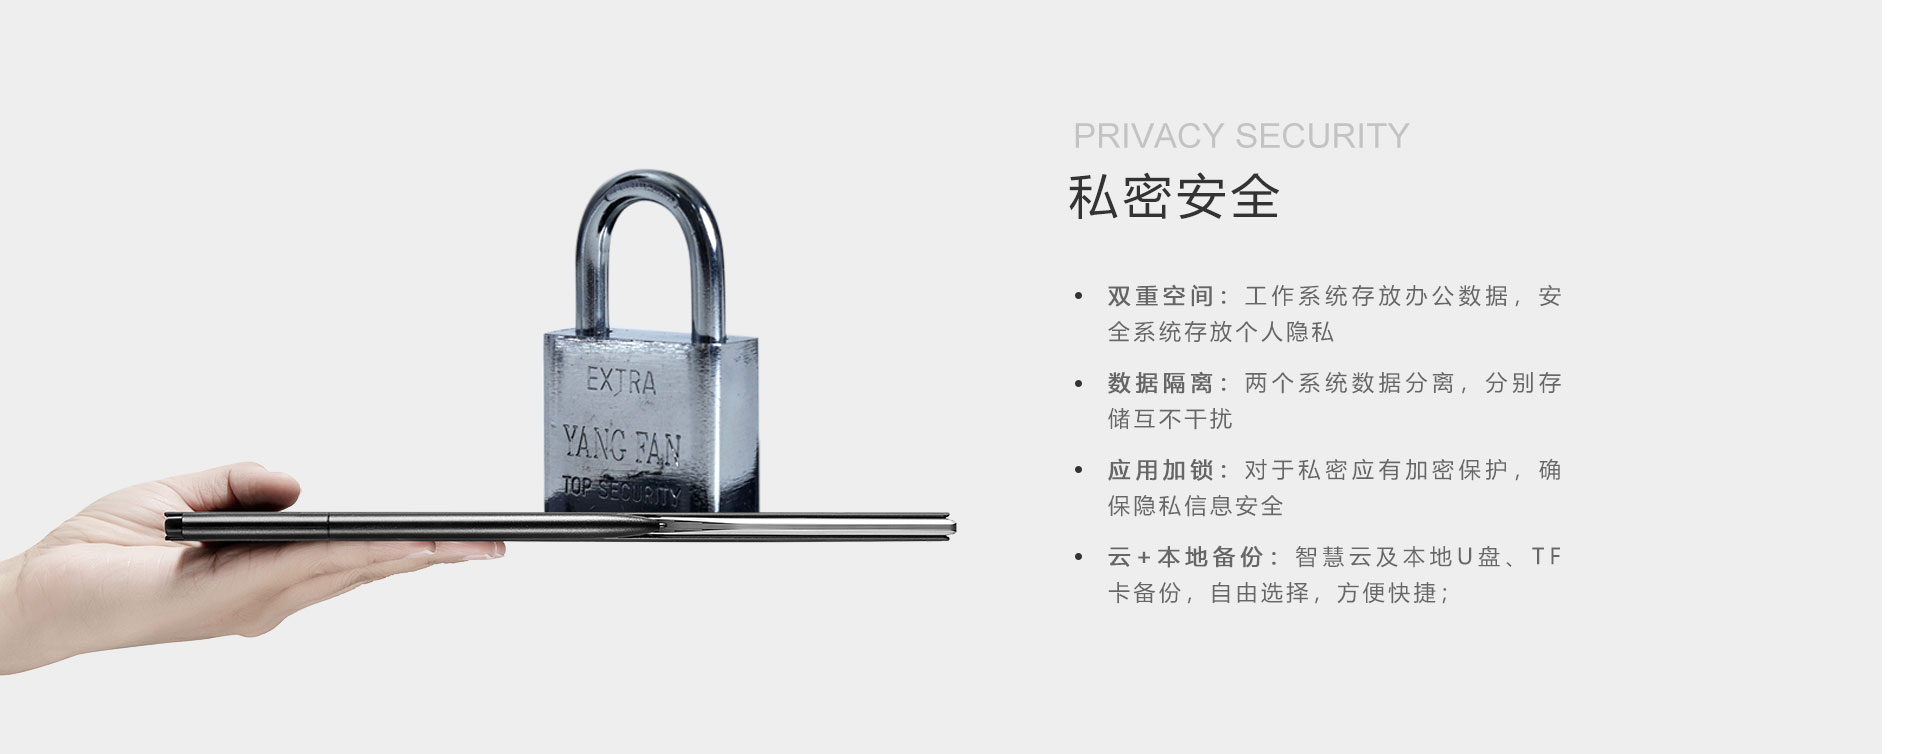 PRIVACY SECURITY
私密安全
• 双重空间：工作系统存放办公数据，安
全系统存放个人隐私
• 数据隔离：两个系统数据分离，分别存
储互不干扰
• 应用加锁：对于私密应有加密保护，确
保隐私信息安全
• 云+本地备份：智慧云及本地U盘、TF
卡备份，自由选择，方便快捷；
EXTRA
YANG FAN
TOP SECURITY